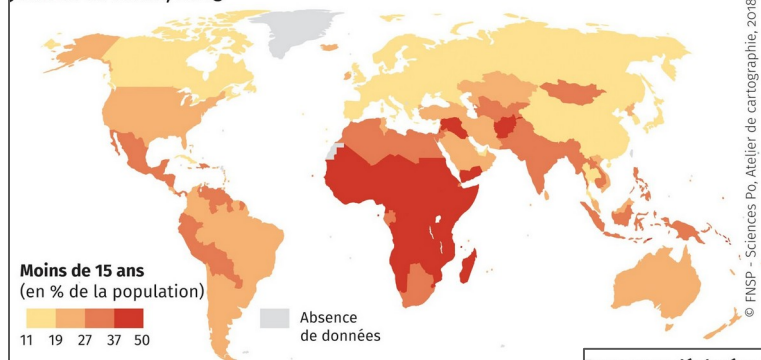 Moins de 15 ans
(en % de la population)
11 19 27 37 50
Absence
de données
© FNSP - Sciences Po, Atelier de cartographie, 2018